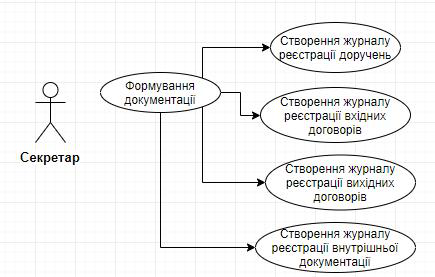 Створення журналу
реєстрації доручень
Формування
документації
Створення журналу
реєстрації вхідних
договорів
Секретар
Створення журналу
реєстрації вихідних
договорів
Створення журналу
реєстрації внутрішньої
документації